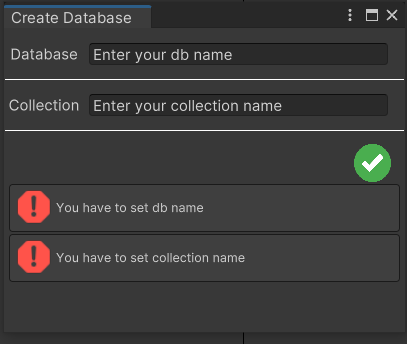 Create Database
Database Enter your db name
Collection Enter your collection name
You have to set db name
You have to set collection name